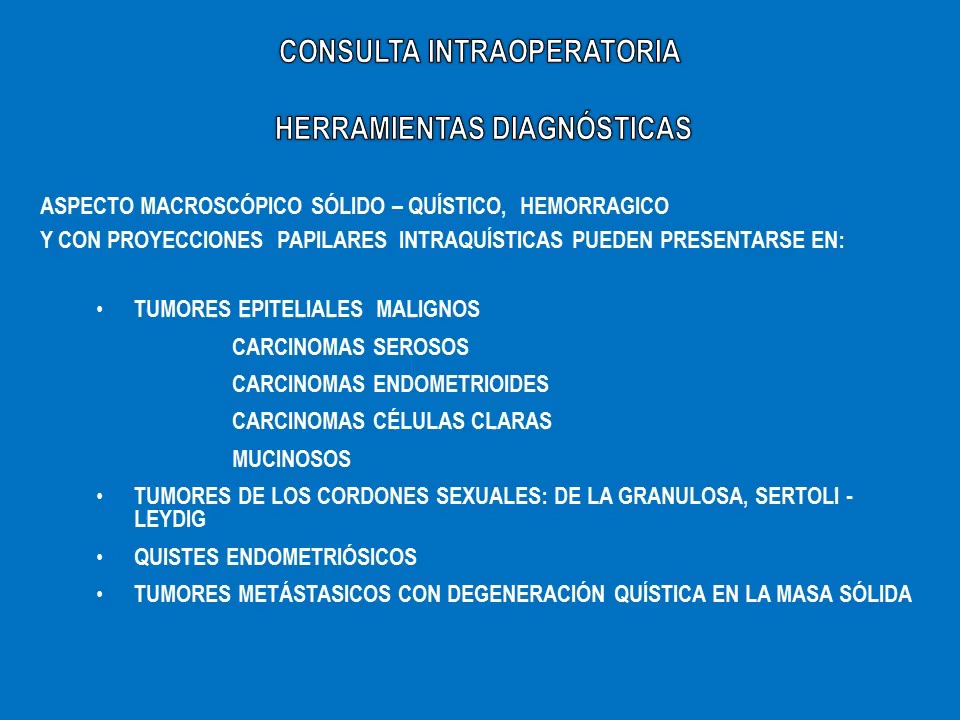 CONSULTA INTRAOPERATORIA
HERRAMIENTAS DIAGNÓSTICAS
ASPECTO MACROSCÓPICO SÓLIDO – QUÍSTICO, HEMORRAGICO
Y CON PROYECCIONES PAPILARES INTRAQUÍSTICAS PUEDEN PRESENTARSE EN:
• TUMORES EPITELIALES MALIGNOS
CARCINOMAS SEROSOS
CARCINOMAS ENDOMETRIOIDES
CARCINOMAS CÉLULAS CLARAS
MUCINOSOS
• TUMORES DE LOS CORDONES SEXUALES: DE LA GRANULOSA, SERTOLI -
LEYDIG
• QUISTES ENDOMETRIÓSICOS
• TUMORES METÁSTASICOS CON DEGENERACIÓN QUÍSTICA EN LA MASA SÓLIDA